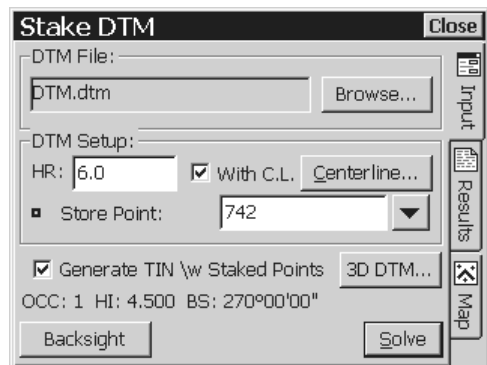 Stake DTM Close
DTM File:
DTM.dtm Browse...
DTM Setup:
HR: 6.0 With C.L. Centerline...
Store Point: 742
Generate TIN \w Staked Points 3D DTM...
OCC: 1 HI: 4.500 BS: 270°00'00"
Backsight Solve
Input
Results
Map